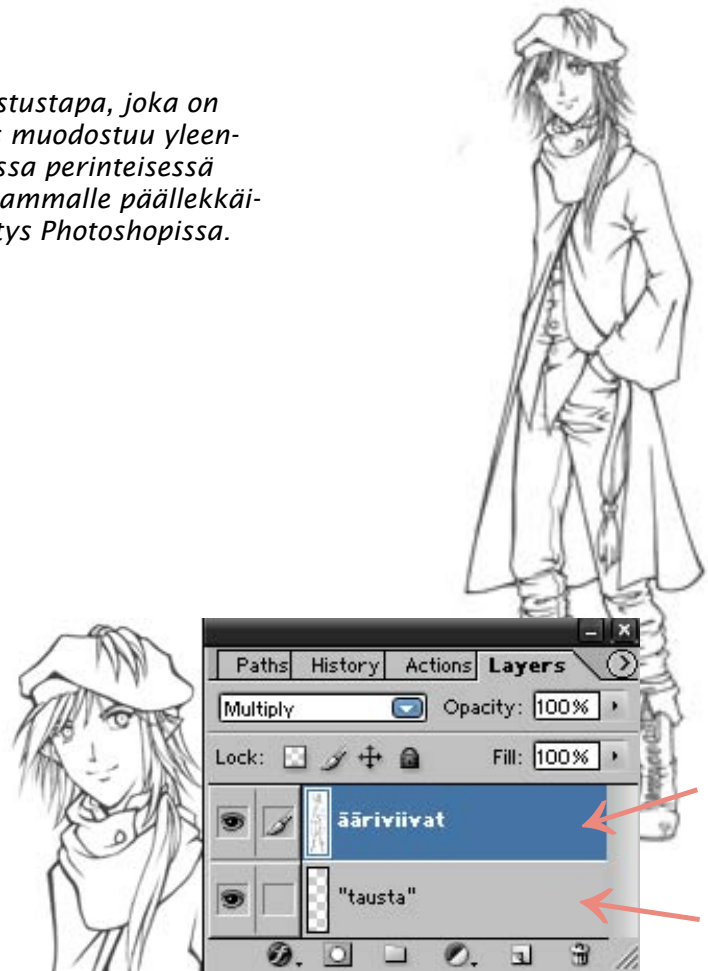 stustapa, joka on
muodostuu yleen-
ssa perinteisessä
ammalle päällekkäi-
tys Photoshopissa.
Paths History Actions Layers
Multiply Opacity: 100%
Lock: Fill: 100%
ääriviivat
"tausta"